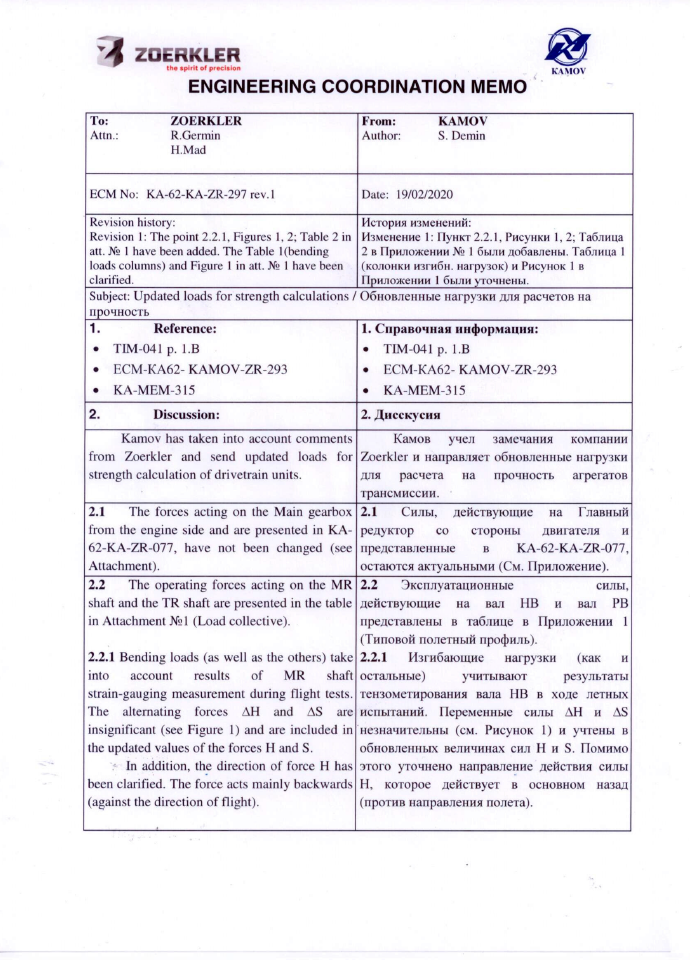 ZOERKLER
the spirit of precision
KAMOV
ENGINEERING COORDINATION MEMO
To: ZOERKLER
Attn.: R.Germin
H.Mad
From: KAMOV
Author: S. Demin
ECM No: KA-62-KA-ZR-297 rev.1
Date: 19/02/2020
Revision history:
Revision 1: The point 2.2.1, Figures 1, 2; Table 2 in
att. № 1 have been added. The Table 1(bending
loads columns) and Figure 1 in att. № 1 have been
clarified.
История изменений:
Изменение 1: Пункт 2.2.1, Рисунки 1, 2; Таблица
2 в Приложении № 1 были добавлены. Таблица 1
(колонки изгибн. нагрузок) и Рисунок 1 в
Приложении 1 были уточнены.
Subject: Updated loads for strength calculations / Обновленные нагрузки для расчетов на
прочность
1. Reference:
• TIM-041 p. 1.B
• ECM-KA62- KAMOV-ZR-293
• KA-MEM-315
1. Справочная информация:
• TIM-041 p. 1.B
• ECM-KA62- KAMOV-ZR-293
• KA-MEM-315
2. Discussion:
2. Дисскусия
Kamov has taken into account comments
from Zoerkler and send updated loads for
strength calculation of drivetrain units.
Камов учел замечания компании
Zoerkler и направляет обновленные нагрузки
для расчета на прочность агрегатов
трансмиссии.
2.1 The forces acting on the Main gearbox
from the engine side and are presented in KA-
62-KA-ZR-077, have not been changed (see
Attachment).
2.1 Силы, действующие на Главный
редуктор со стороны двигателя и
представленные в KA-62-KA-ZR-077,
остаются актуальными (См. Приложение).
2.2 The operating forces acting on the MR
shaft and the TR shaft are presented in the table
in Attachment №1 (Load collective).
2.2 Эксплуатационные силы,
действующие на вал НВ и вал РВ
представлены в таблице в Приложении 1
(Типовой полетный профиль).
2.2.1 Bending loads (as well as the others) take
into account results of MR shaft
strain-gauging measurement during flight tests.
The alternating forces ΔH and ΔS are
insignificant (see Figure 1) and are included in
the updated values of the forces H and S.
In addition, the direction of force H has
been clarified. The force acts mainly backwards
(against the direction of flight).
2.2.1 Изгибающие нагрузки (как и
остальные) учитывают результаты
тензометрирования вала НВ в ходе летных
испытаний. Переменные силы ΔH и ΔS
незначительны (см. Рисунок 1) и учтены в
обновленных величинах сил H и S. Помимо
этого уточнено направление действия силы
H, которое действует в основном назад
(против направления полета).